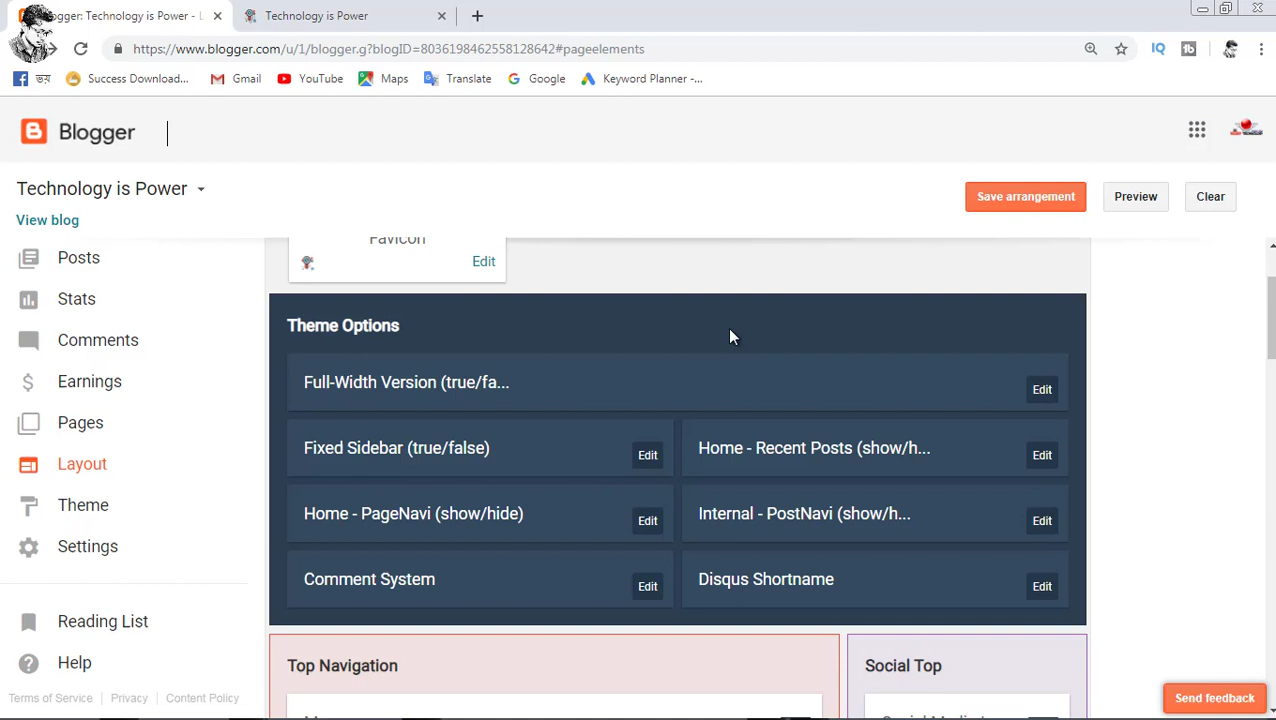 Blogger: Technology is Power - L
Technology is Power
https://www.blogger.com/u/1/blogger.g?blogID=8036198462558128642#pageelements
জয়
Success Download...
Gmail
YouTube
Maps
Translate
Google
Keyword Planner -...
Blogger
Technology is Power
Save arrangement
Preview
Clear
View blog
Favicon
Edit
Posts
Stats
Comments
Earnings
Pages
Layout
Theme
Settings
Reading List
Help
Terms of Service
Privacy
Content Policy
Theme Options
Full-Width Version (true/fa...
Edit
Fixed Sidebar (true/false)
Edit
Home - Recent Posts (show/h...
Edit
Home - PageNavi (show/hide)
Edit
Internal - PostNavi (show/h...
Edit
Comment System
Edit
Disqus Shortname
Edit
Top Navigation
Social Top
Send feedback